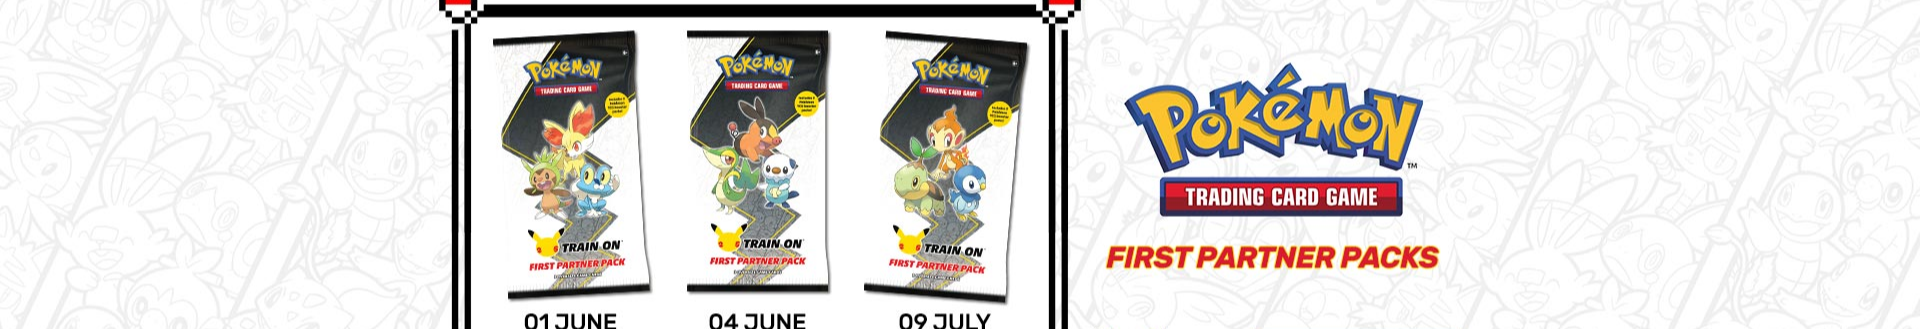 Pokémon
TRADING CARD GAME
TRAIN ON
FIRST PARTNER PACK
01 JUNE
Pokémon
TRADING CARD GAME
TRAIN ON
FIRST PARTNER PACK
04 JUNE
Pokémon
TRADING CARD GAME
TRAIN ON
FIRST PARTNER PACK
09 JULY
POKéMON
TM
TRADING CARD GAME
FIRST PARTNER PACKS